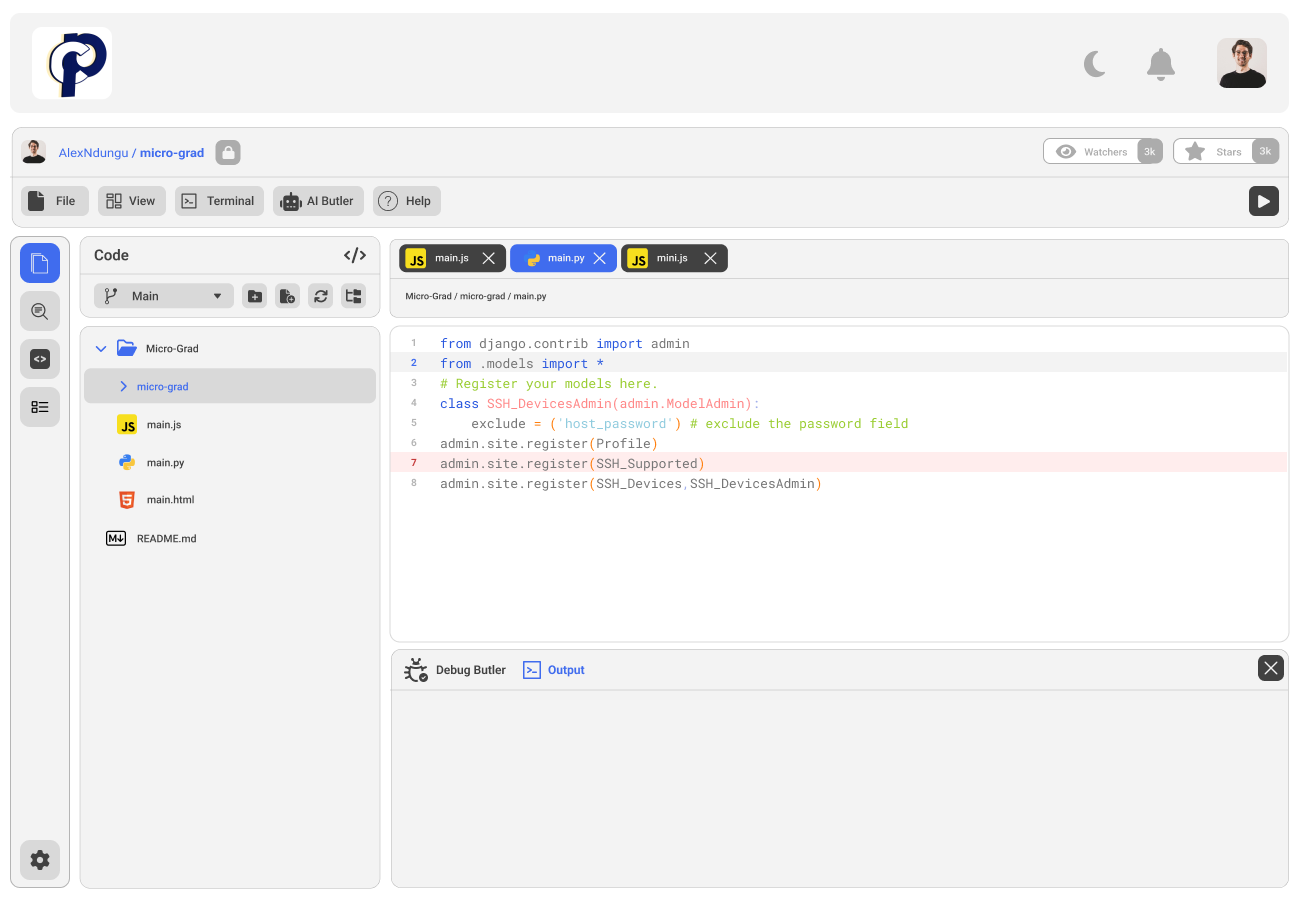 AlexNdungu / micro-grad
Watchers 3k
Stars 3k
File View Terminal AI Butler ? Help
Code </>
JS main.js main.py JS mini.js
Main
Micro-Grad / micro-grad / main.py
Micro-Grad
micro-grad
JS main.js
main.py
5 main.html
M README.md
1 from django.contrib import admin
2 from .models import *
3 # Register your models here.
4 class SSH_DevicesAdmin(admin.ModelAdmin):
5 exclude = ('host_password') # exclude the password field
6 admin.site.register(Profile)
7 admin.site.register(SSH_Supported)
8 admin.site.register(SSH_Devices,SSH_DevicesAdmin)
Debug Butler Output